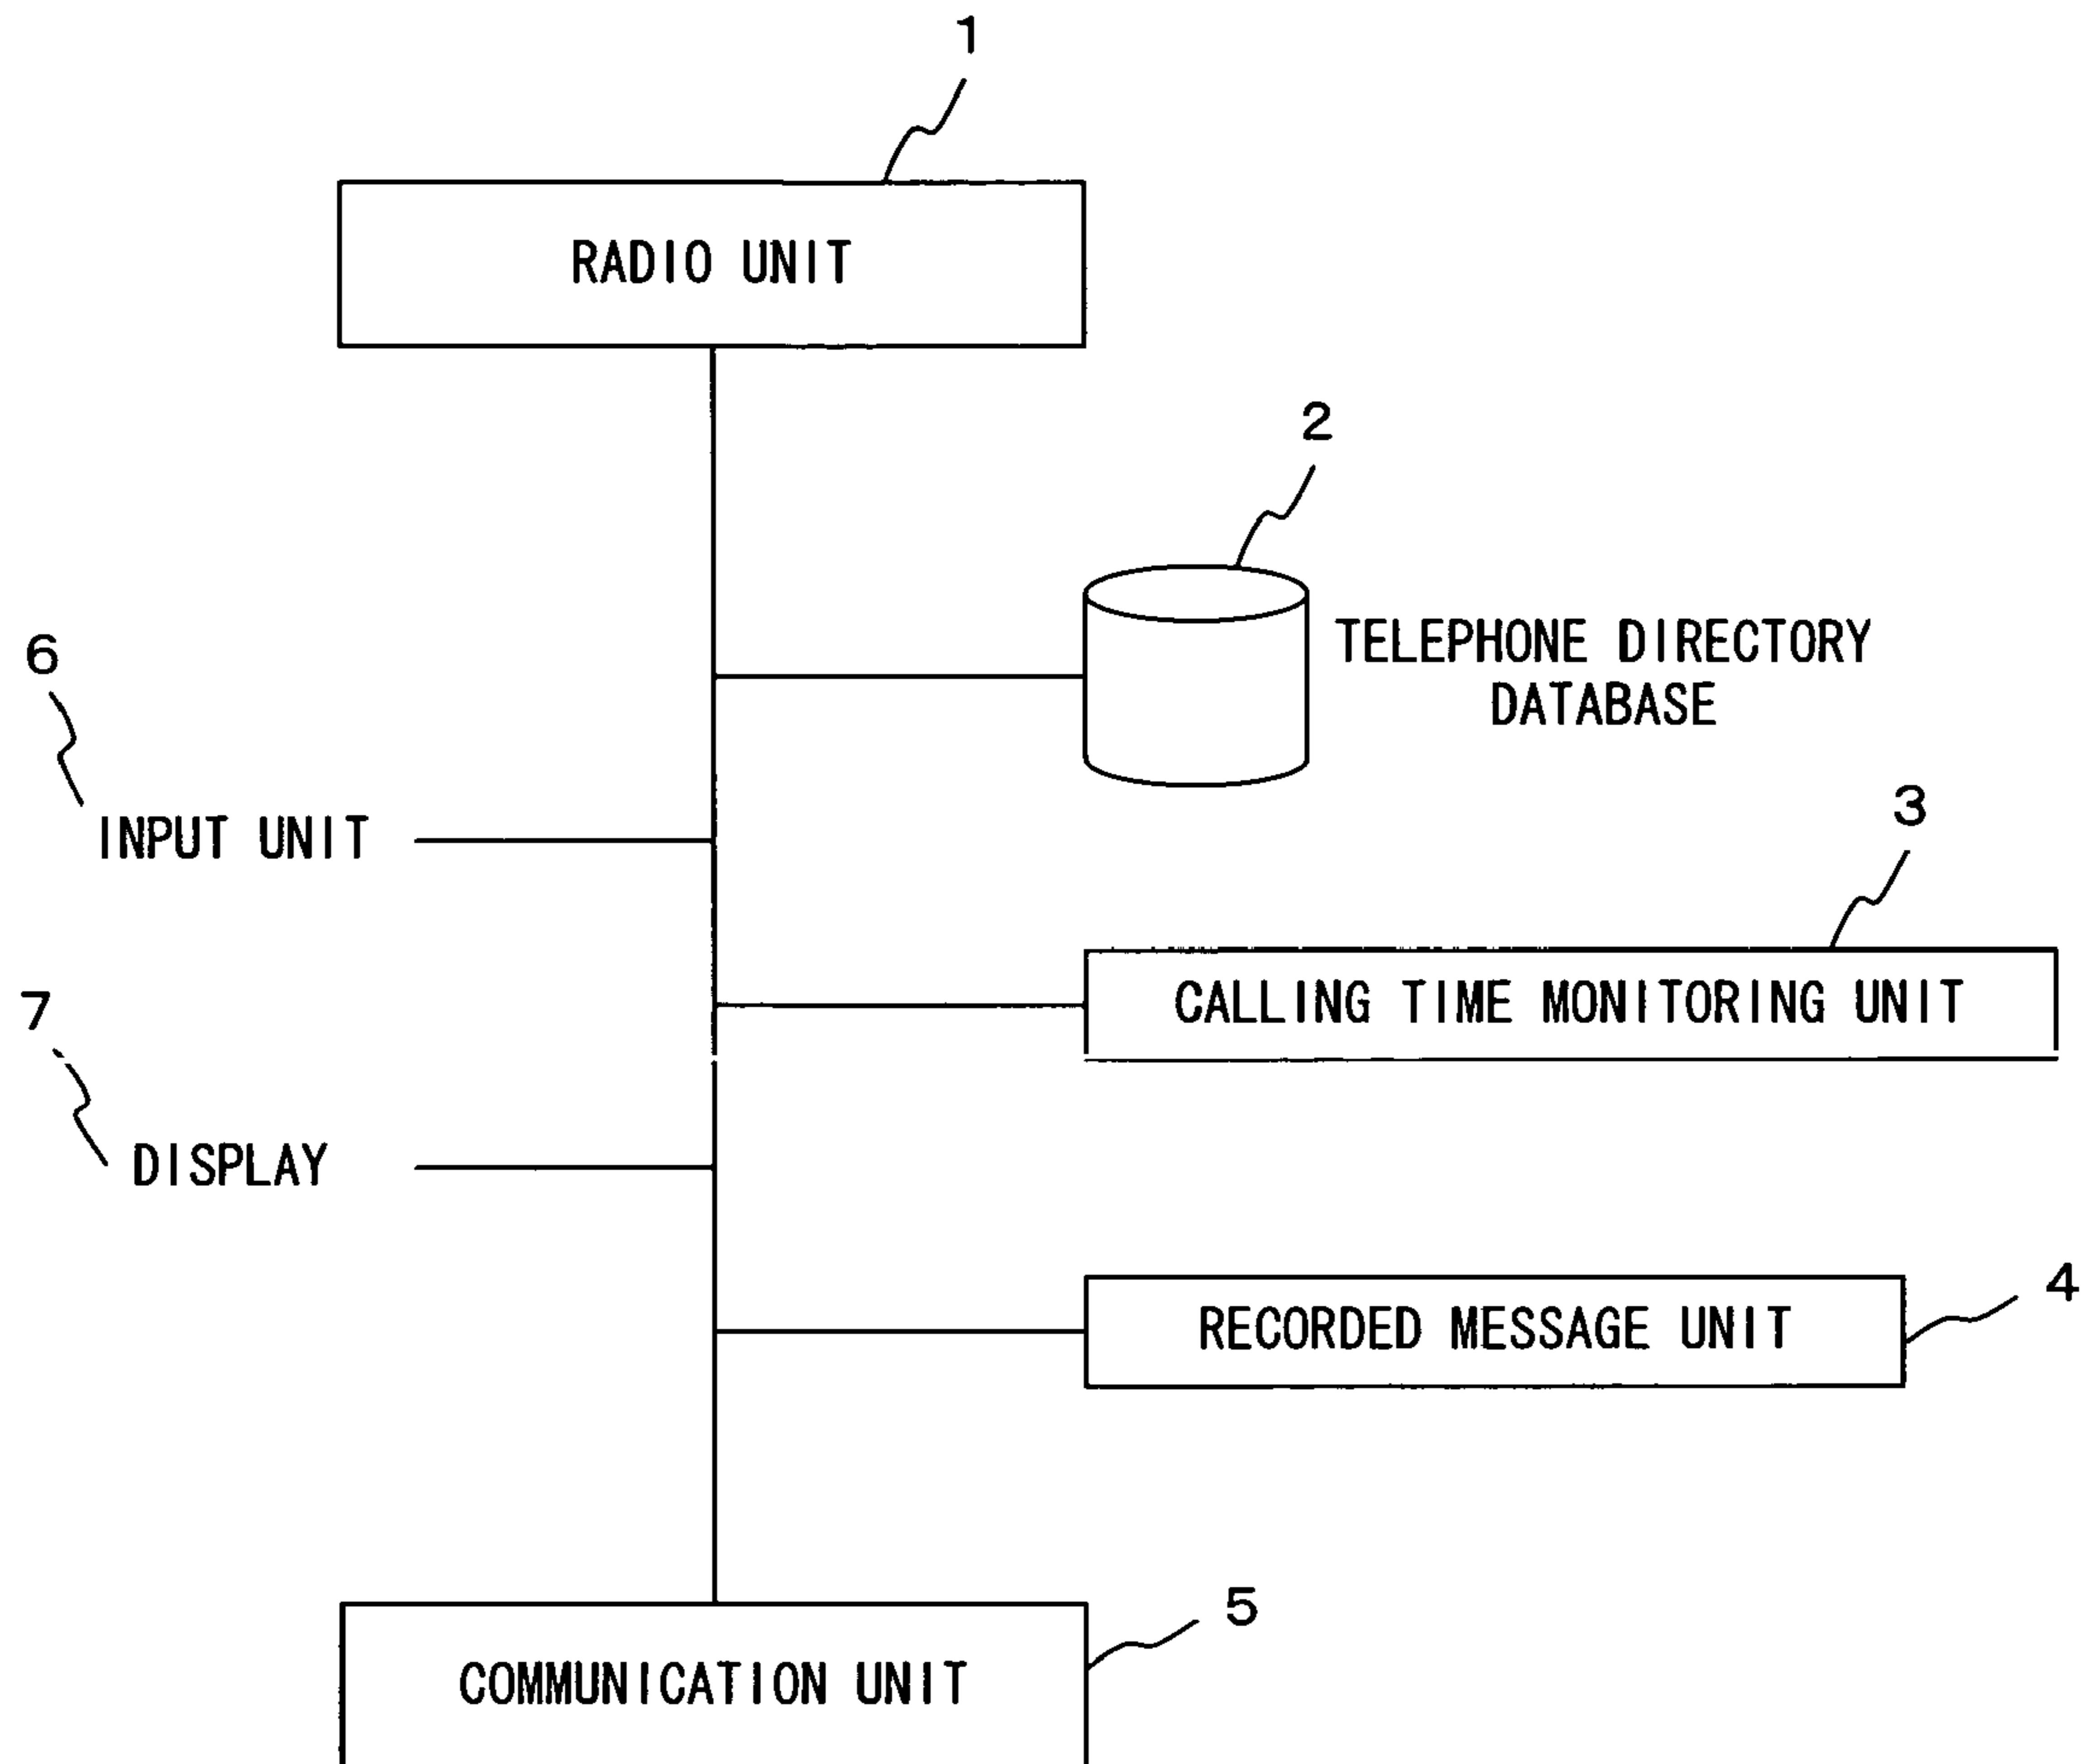 1
RADIO UNIT
2
TELEPHONE DIRECTORY
DATABASE
6
INPUT UNIT
3
CALLING TIME MONITORING UNIT
7
DISPLAY
4
RECORDED MESSAGE UNIT
5
COMMUNICATION UNIT